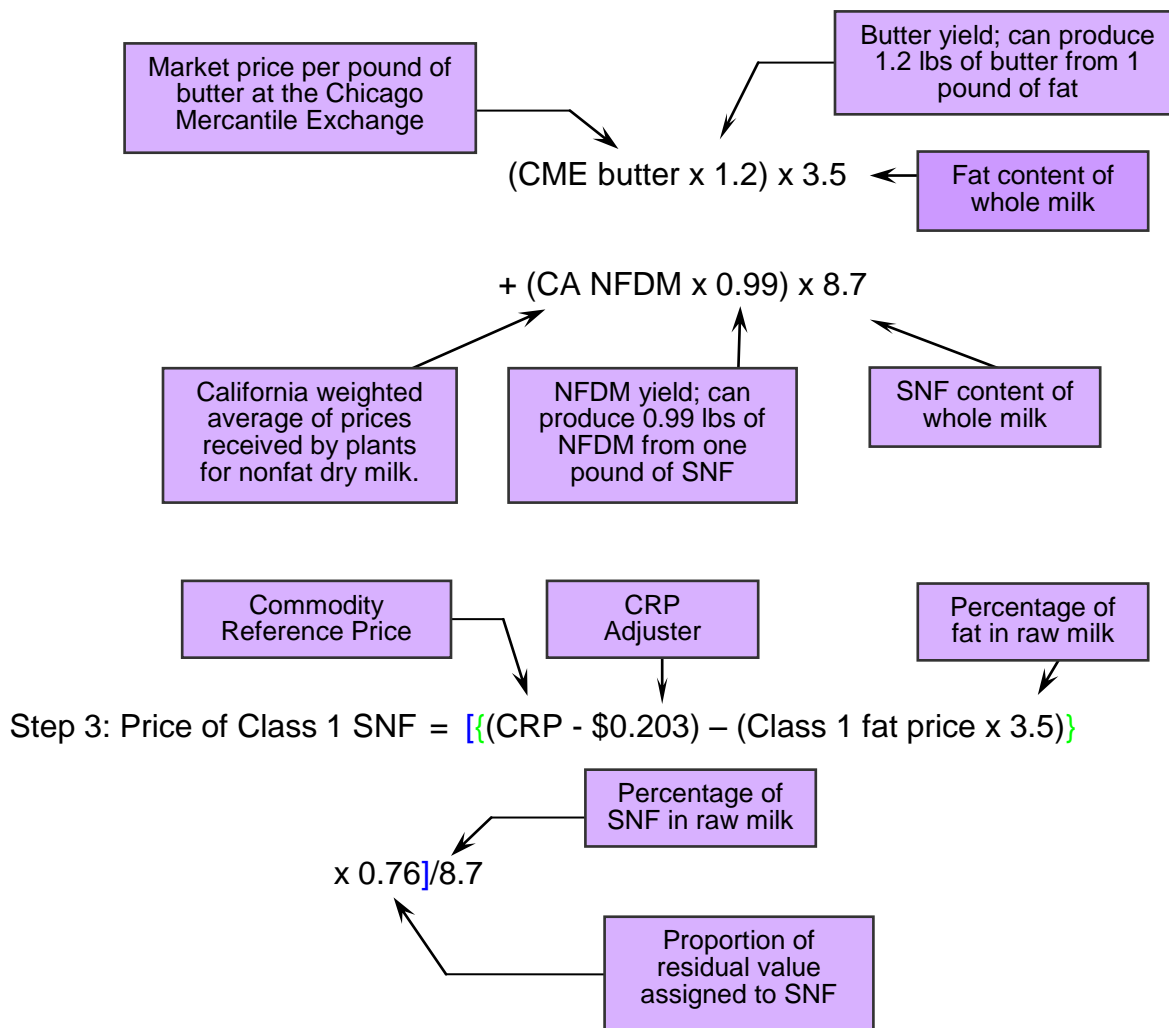 Market price per pound of
butter at the Chicago
Mercantile Exchange
Butter yield; can produce
1.2 lbs of butter from 1
pound of fat
(CME butter x 1.2) x 3.5
Fat content of
whole milk
+ (CA NFDM x 0.99) x 8.7
California weighted
average of prices
received by plants
for nonfat dry milk.
NFDM yield; can
produce 0.99 lbs of
NFDM from one
pound of SNF
SNF content of
whole milk
Commodity
Reference Price
CRP
Adjuster
Percentage of
fat in raw milk
Step 3: Price of Class 1 SNF = [{(CRP - $0.203) – (Class 1 fat price x 3.5)}
Percentage of
SNF in raw milk
x 0.76]/8.7
Proportion of
residual value
assigned to SNF